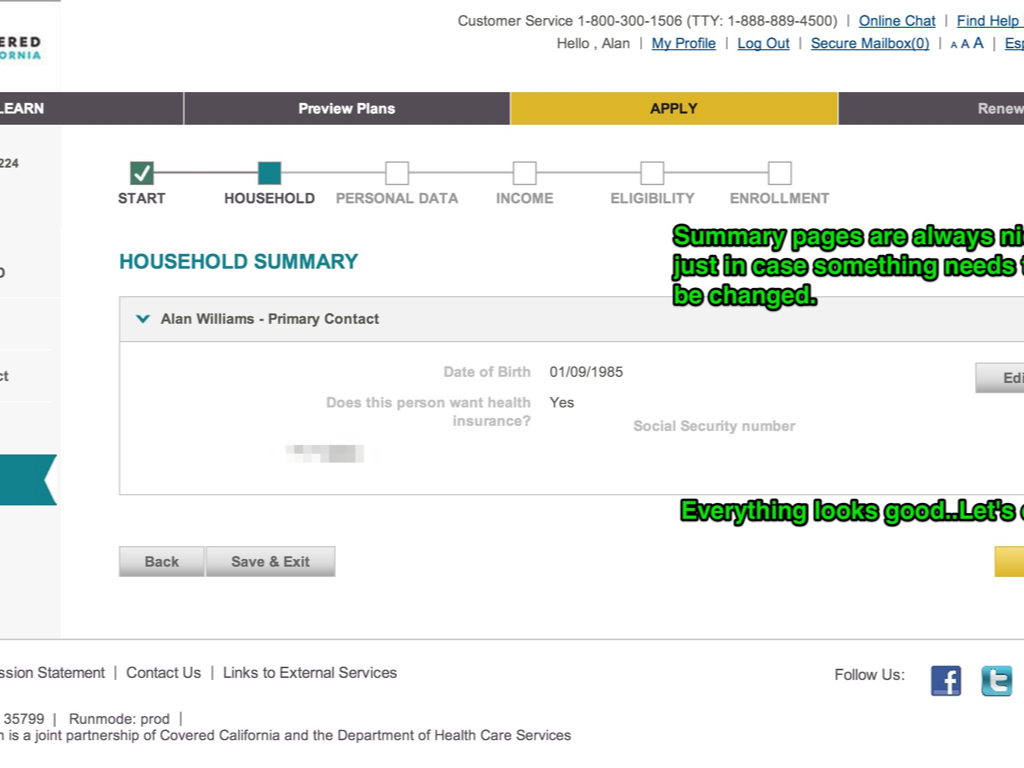 Customer Service 1-800-300-1506 (TTY: 1-888-889-4500) | Online Chat | Find Help
ERED
ORNIA
Hello , Alan | My Profile | Log Out | Secure Mailbox(0) | A A A | Esp
LEARN Preview Plans APPLY Renew
224
START HOUSEHOLD PERSONAL DATA INCOME ELIGIBILITY ENROLLMENT
Summary pages are always ni
HOUSEHOLD SUMMARY
just in case something needs t
be changed.
Alan Williams - Primary Contact
ct
Date of Birth 01/09/1985
Edi
Does this person want health Yes
insurance?
Social Security number
Everything looks good..Let's
Back Save & Exit
ssion Statement | Contact Us | Links to External Services
Follow Us:
35799 | Runmode: prod |
n is a joint partnership of Covered California and the Department of Health Care Services